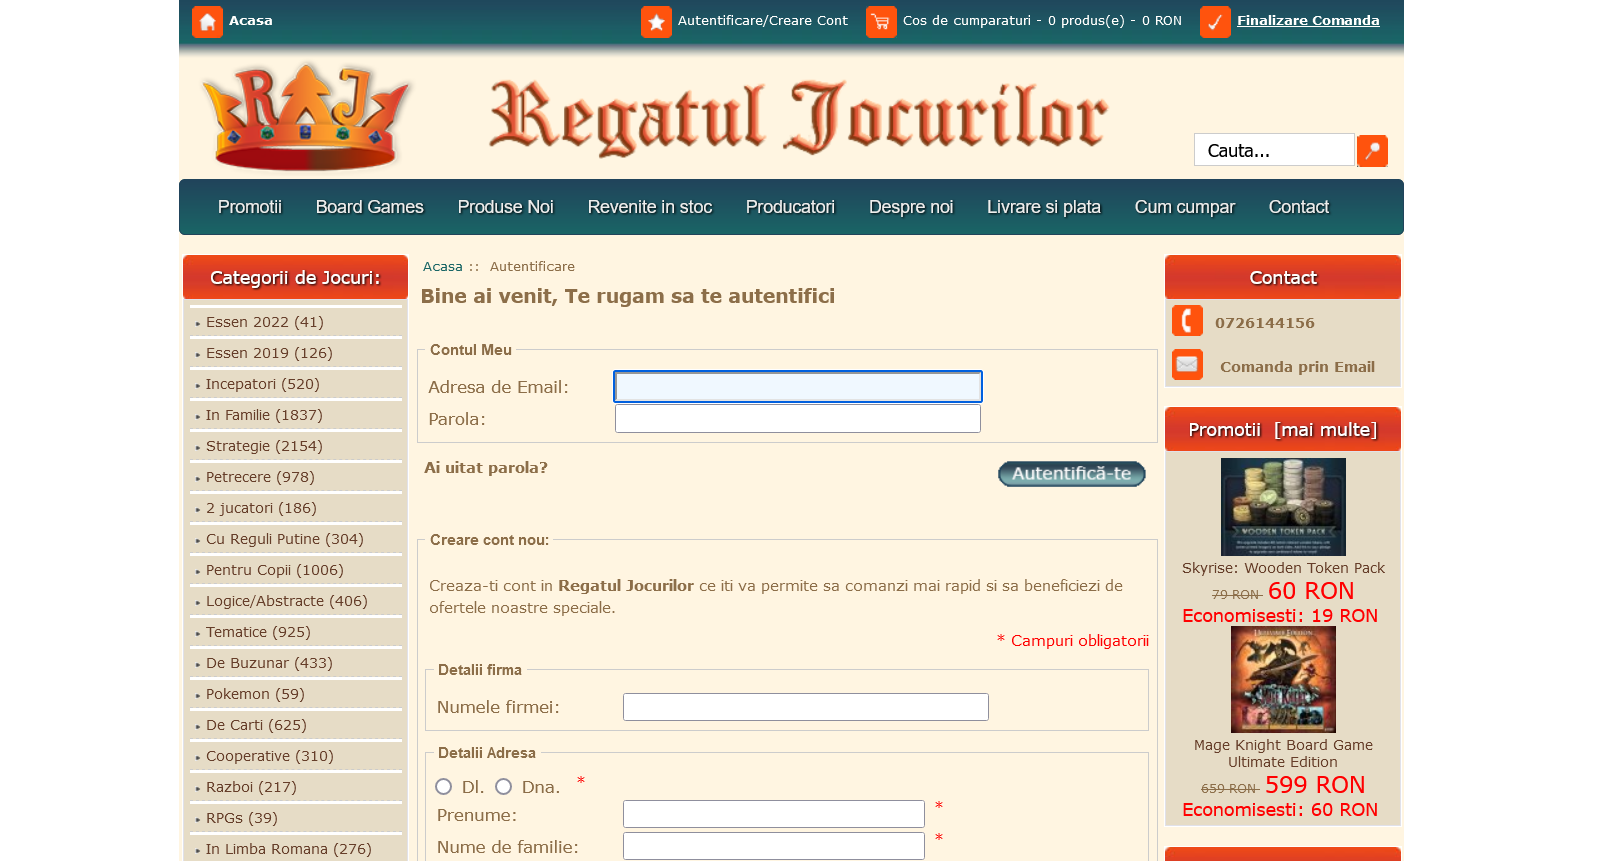 Acasa
Autentificare/Creare Cont
Cos de cumparaturi - 0 produs(e) - 0 RON
Finalizare Comanda
RAJ
Regatul Jocurilor
Cauta...
Promotii
Board Games
Produse Noi
Revenite in stoc
Producatori
Despre noi
Livrare si plata
Cum cumpar
Contact
Categorii de Jocuri:
Essen 2022 (41)
Essen 2019 (126)
Incepatori (520)
In Familie (1837)
Strategie (2154)
Petrecere (978)
2 jucatori (186)
Cu Reguli Putine (304)
Pentru Copii (1006)
Logice/Abstracte (406)
Tematice (925)
De Buzunar (433)
Pokemon (59)
De Carti (625)
Cooperative (310)
Razboi (217)
RPGs (39)
In Limba Romana (276)
Acasa :: Autentificare
Bine ai venit, Te rugam sa te autentifici
Contul Meu
Adresa de Email:
Parola:
Ai uitat parola?
Autentifică-te
Creare cont nou:
Creaza-ti cont in Regatul Jocurilor ce iti va permite sa comanzi mai rapid si sa beneficiezi de
ofertele noastre speciale.
* Campuri obligatorii
Detalii firma
Numele firmei:
Detalii Adresa
Dl. Dna. *
Prenume: *
Nume de familie: *
Contact
0726144156
Comanda prin Email
Promotii [mai multe]
WOODEN TOKEN PACK
Skyrise: Wooden Token Pack
79 RON 60 RON
Economisesti: 19 RON
ULTIMATE EDITION
MAGE KNIGHT
Mage Knight Board Game
Ultimate Edition
659 RON 599 RON
Economisesti: 60 RON